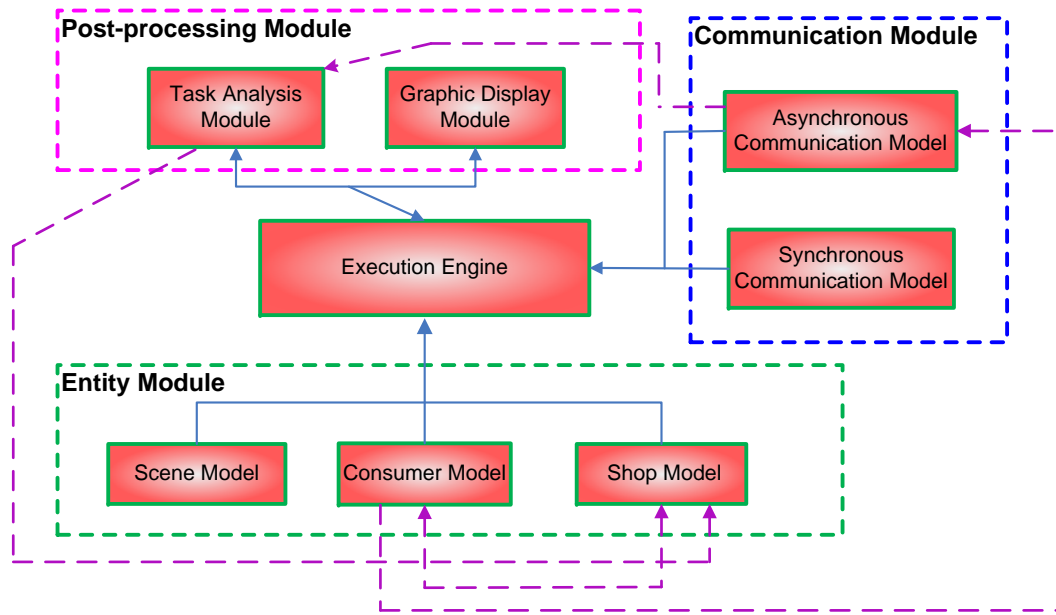 Post-processing Module
Communication Module
Task Analysis
Module
Graphic Display
Module
Asynchronous
Communication Model
Execution Engine
Synchronous
Communication Model
Entity Module
Scene Model
Consumer Model
Shop Model